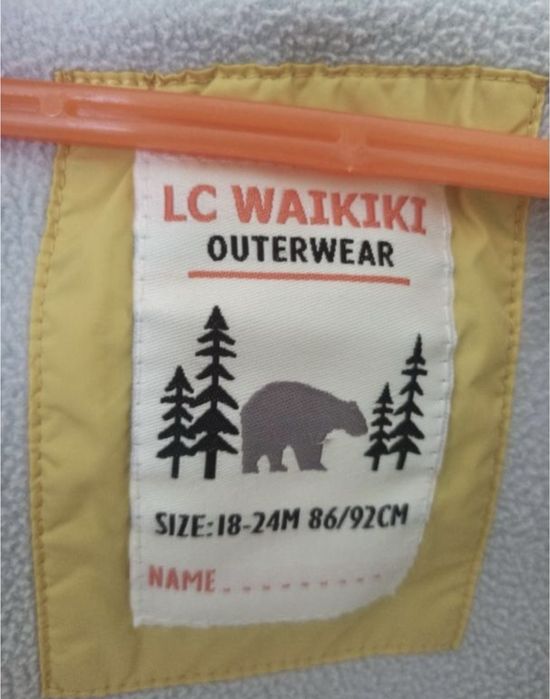 LC WAIKIKI
OUTERWEAR
SIZE:18-24M 86/92CM
NAME..........